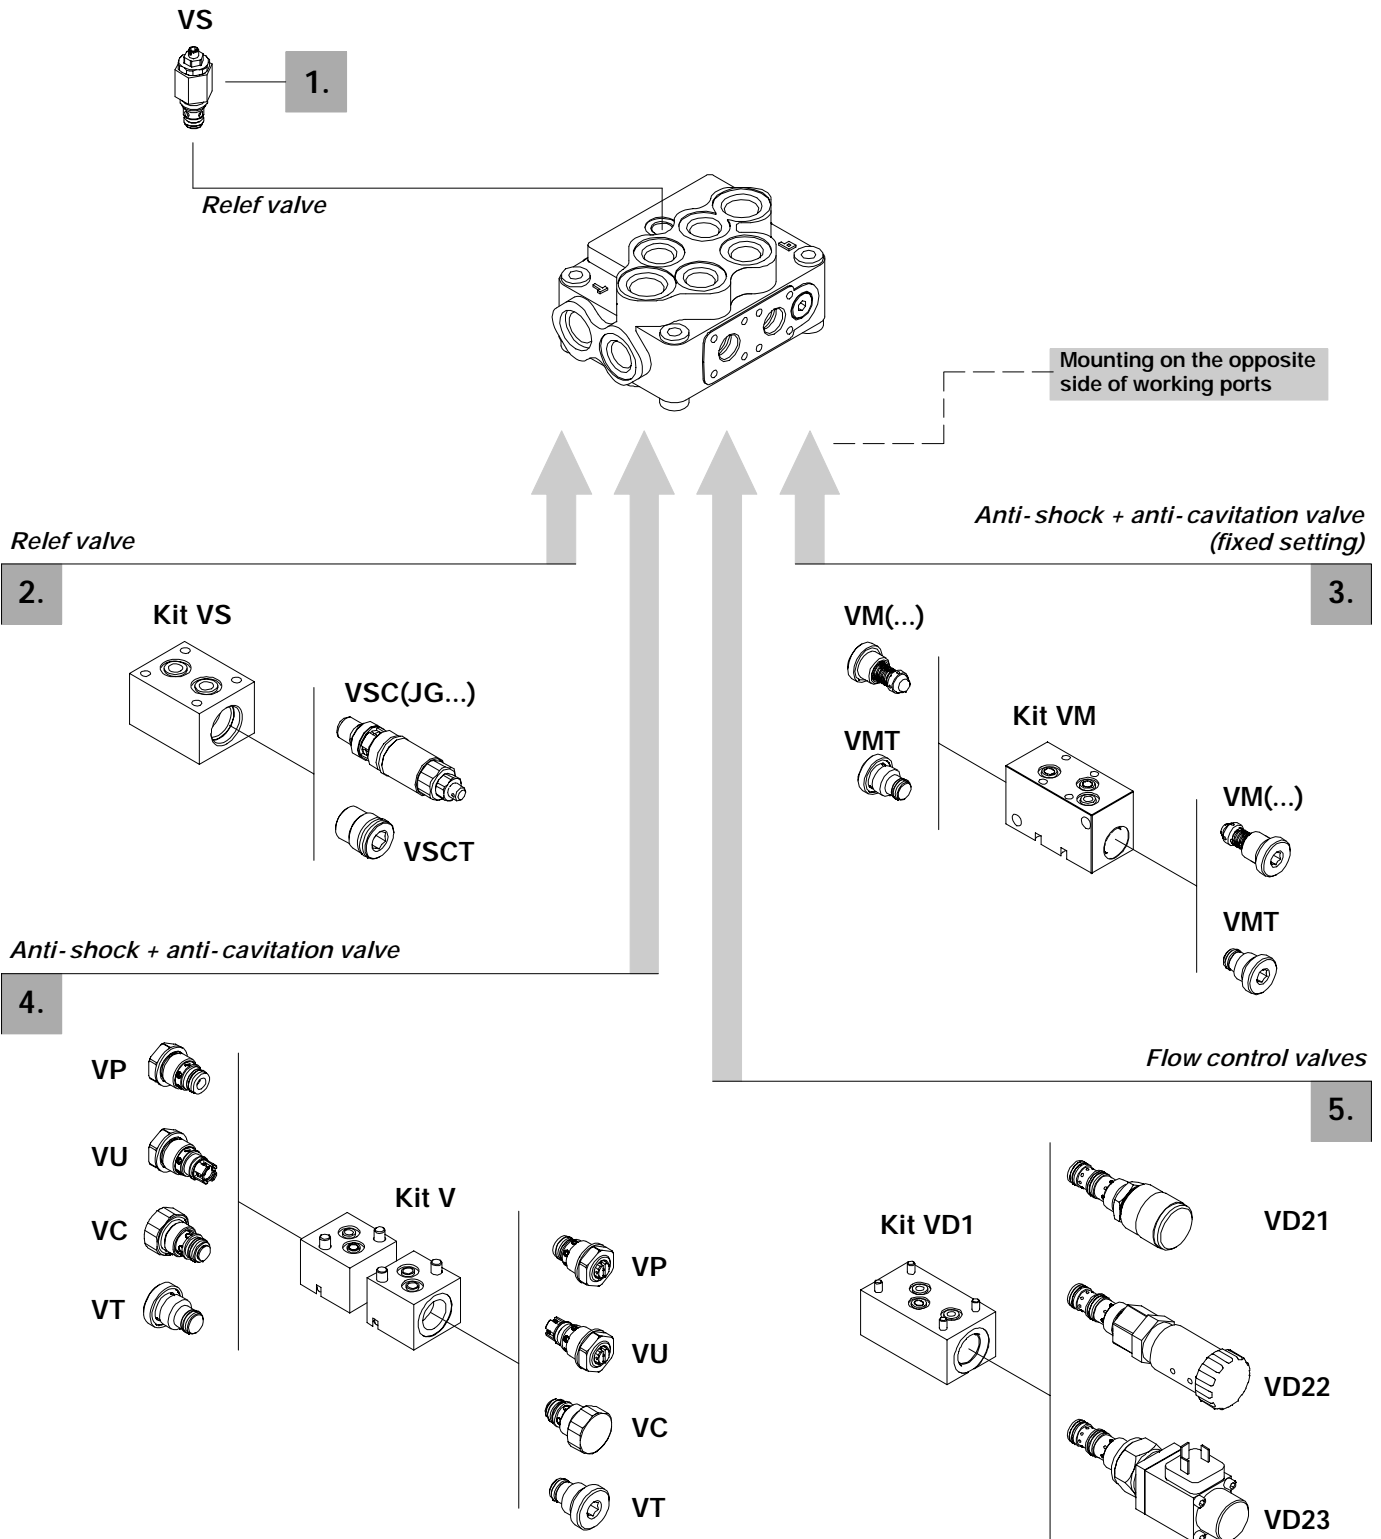 VS
1.
Relef valve
T
P
Mounting on the opposite
side of working ports
Relef valve
2.
Kit VS
VSC(JG...)
VSCT
Anti-shock + anti-cavitation valve
(fixed setting)
3.
VM(...)
VMT
Kit VM
VM(...)
VMT
Anti-shock + anti-cavitation valve
4.
VP
VU
VC
VT
Kit V
VP
VU
VC
VT
Flow control valves
5.
Kit VD1
VD21
VD22
VD23